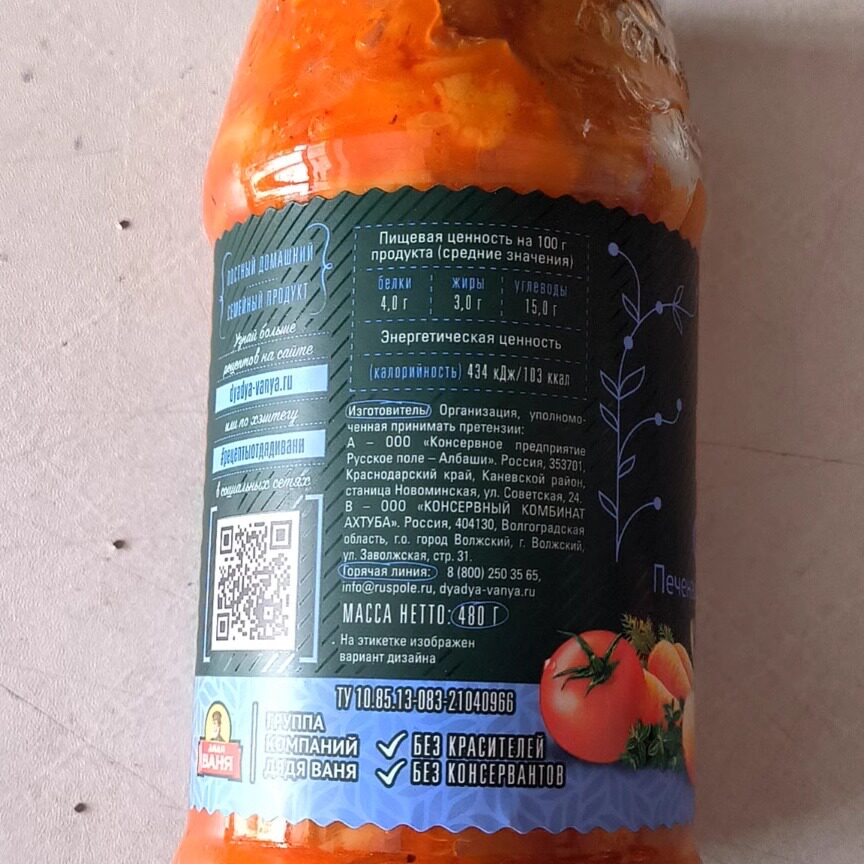 ПОСТНЫЙ ДОМАШНИЙ
СЕМЕЙНЫЙ ПРОДУКТ
Узнай больше
рецептов на сайте
dyadya-vanya.ru
или по хэштегу
#рецептыотдядивани
в социальных сетях
Пищевая ценность на 100 г
продукта (средние значения)
белки жиры углеводы
4,0 г 3,0 г 15,0 г
Энергетическая ценность
(калорийность) 434 кДж/103 ккал
Изготовитель/ Организация, уполномо-
ченная принимать претензии:
А – ООО «Консервное предприятие
Русское поле – Албаши». Россия, 353701,
Краснодарский край, Каневской район,
станица Новоминская, ул. Советская, 24.
В – ООО «КОНСЕРВНЫЙ КОМБИНАТ
АХТУБА». Россия, 404130, Волгоградская
область, г.о. город Волжский, г. Волжский,
ул. Заволжская, стр. 31.
Горячая линия: 8 (800) 250 35 65,
info@ruspole.ru, dyadya-vanya.ru
МАССА НЕТТО: 480 Г
На этикетке изображен
вариант дизайна
ТУ 10.85.13-083-21040966
ДЯДЯ
ВАНЯ
ГРУППА
КОМПАНИЙ
ДЯДЯ ВАНЯ
БЕЗ КРАСИТЕЛЕЙ
БЕЗ КОНСЕРВАНТОВ